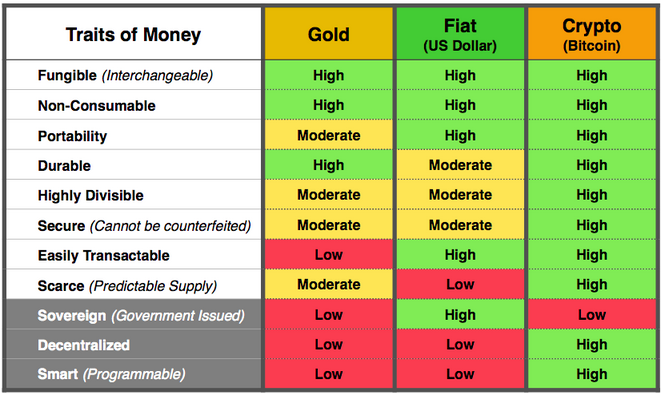 Traits of Money Gold Fiat (US Dollar) Crypto (Bitcoin)
Fungible (Interchangeable) High High High
Non-Consumable High High High
Portability Moderate High High
Durable High Moderate High
Highly Divisible Moderate Moderate High
Secure (Cannot be counterfeited) Moderate Moderate High
Easily Transactable Low High High
Scarce (Predictable Supply) Moderate Low High
Sovereign (Government Issued) Low High Low
Decentralized Low Low High
Smart (Programmable) Low Low High